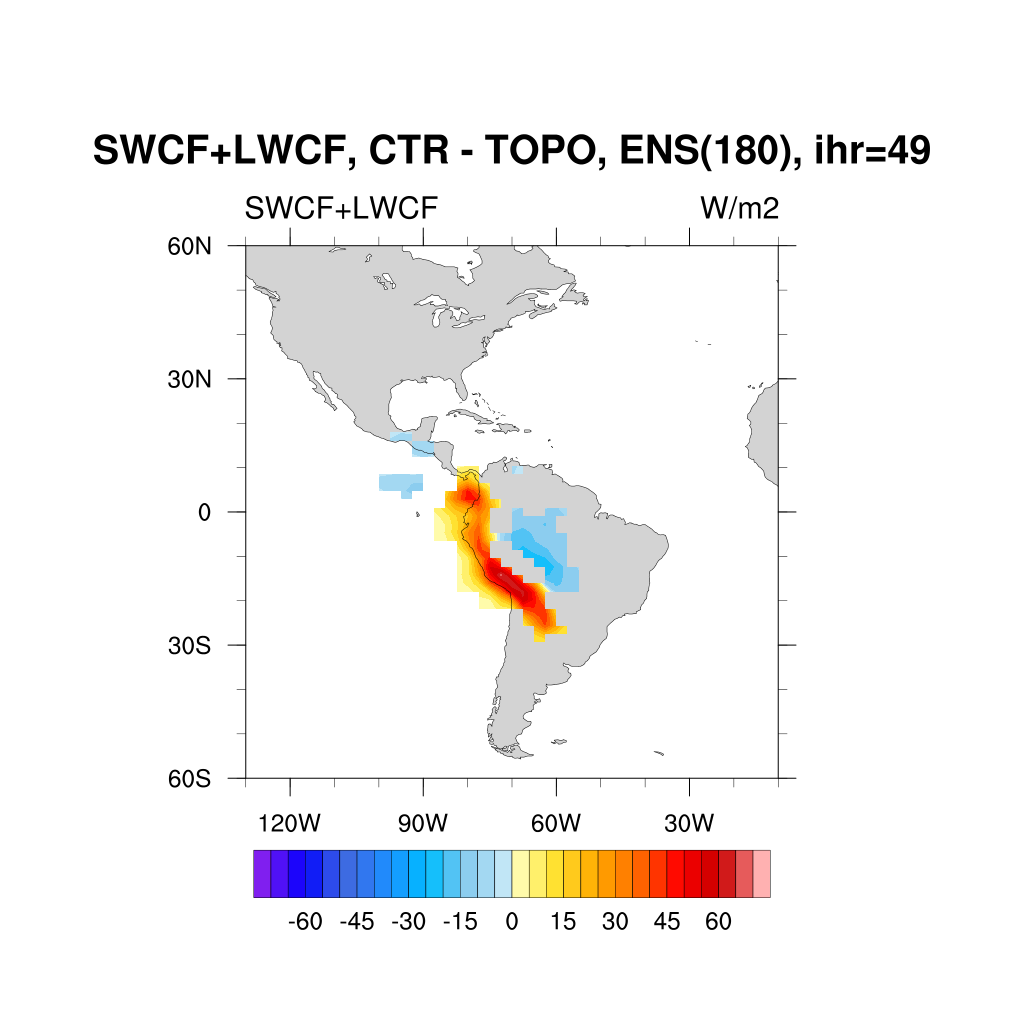 SWCF+LWCF, CTR - TOPO, ENS(180), ihr=49
SWCF+LWCF W/m2
60N
30N
0
30S
60S
120W 90W 60W 30W
-60 -45 -30 -15 0 15 30 45 60